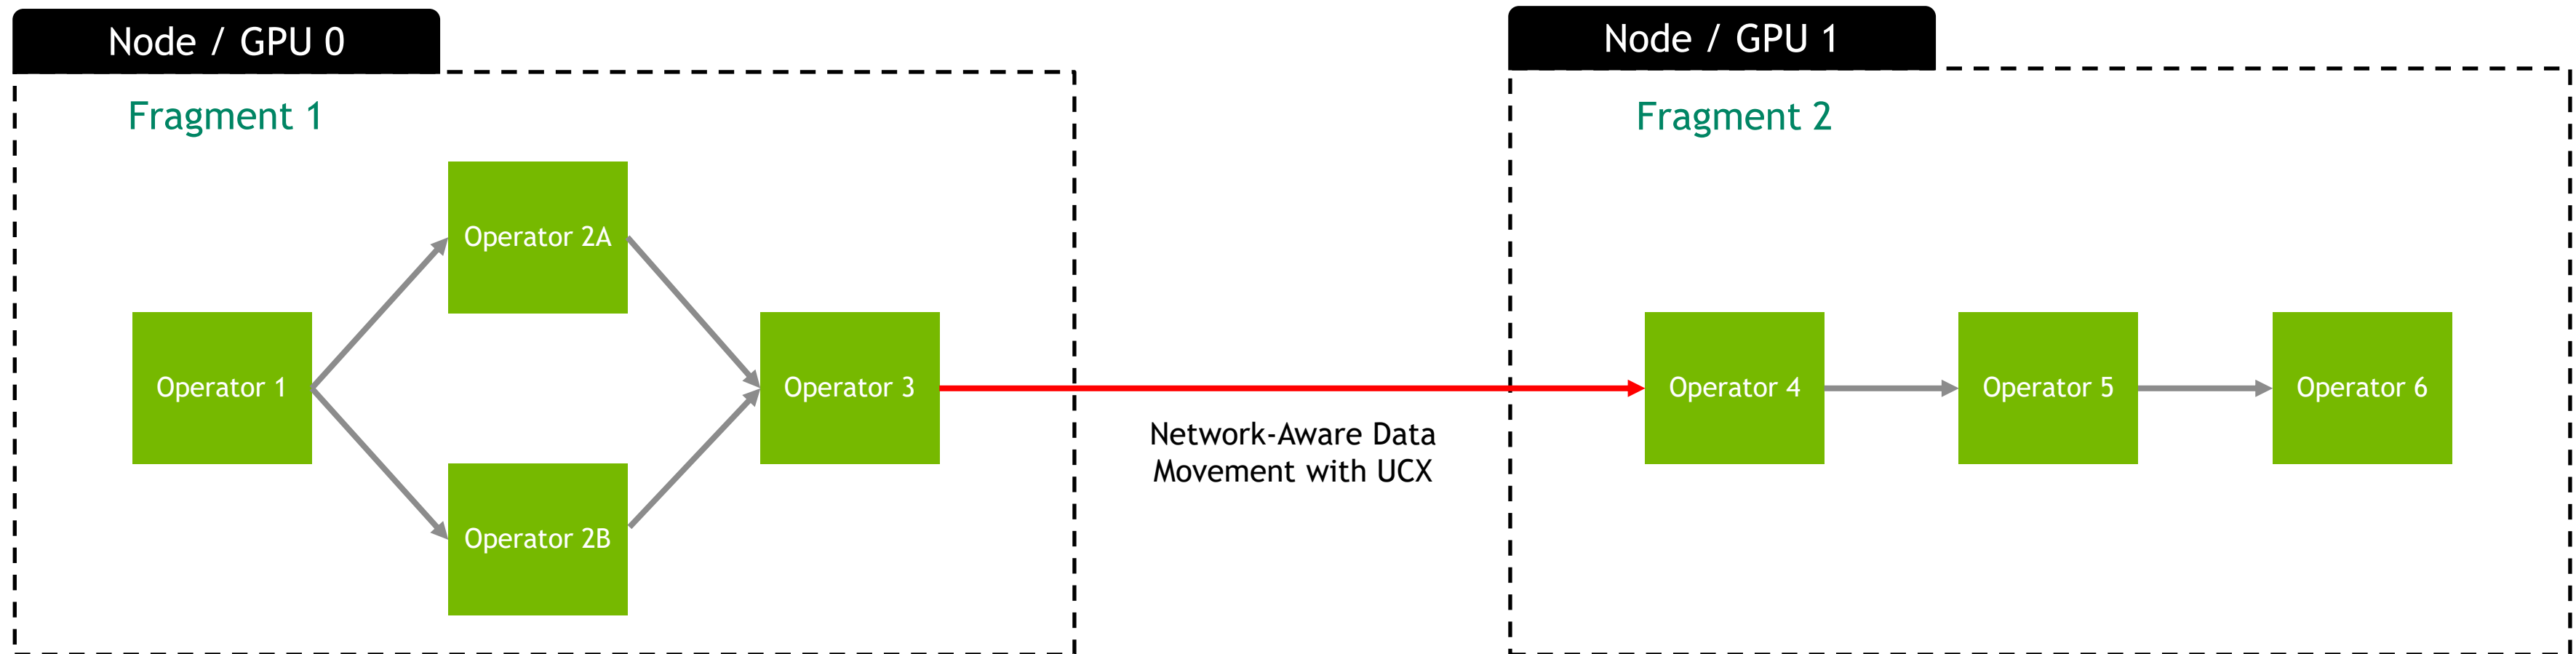 Node / GPU 0
Node / GPU 1
Fragment 1
Fragment 2
Operator 2A
Operator 1
Operator 3
Operator 4
Operator 5
Operator 6
Network-Aware Data
Movement with UCX
Operator 2B